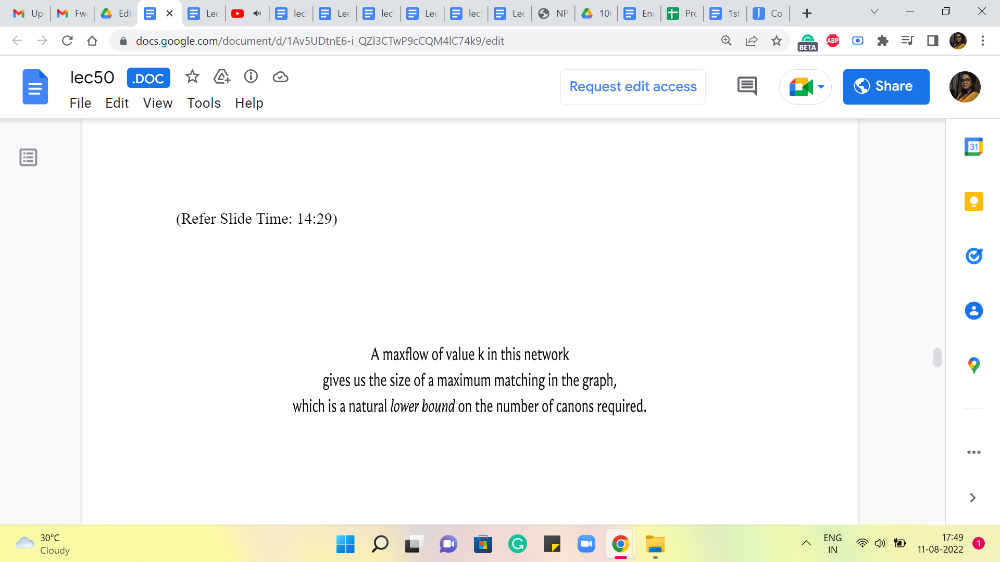 Up Fw Edi Lec lec Lec lec Lec lec Lec NP 10 En Pro 1st Co
docs.google.com/document/d/1Av5UDtnE6-i_QZl3CTwP9cCQM4lC74k9/edit
ABP
BETA
lec50 .DOC
File Edit View Tools Help
Request edit access
Share
31
(Refer Slide Time: 14:29)
A maxflow of value k in this network
gives us the size of a maximum matching in the graph,
which is a natural lower bound on the number of canons required.
30°C
Cloudy
ENG
IN
17:49
11-08-2022
1